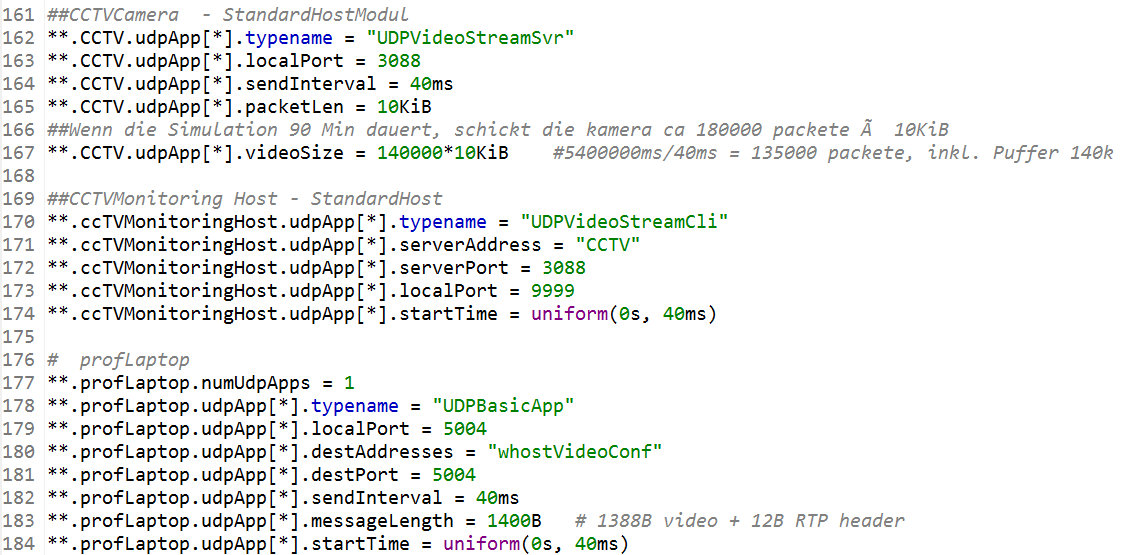 161 ##CCTVCamera  - StandardHostModul
162 **.CCTV.udpApp[*].typename = "UDPVideoStreamSvr"
163 **.CCTV.udpApp[*].localPort = 3088
164 **.CCTV.udpApp[*].sendInterval = 40ms
165 **.CCTV.udpApp[*].packetLen = 10KiB
166 ##Wenn die Simulation 90 Min dauert, schickt die kamera ca 180000 packete Ã  10KiB
167 **.CCTV.udpApp[*].videoSize = 140000*10KiB    #5400000ms/40ms = 135000 packete, inkl. Puffer 140k
168
169 ##CCTVMonitoring Host - StandardHost
170 **.ccTVMonitoringHost.udpApp[*].typename = "UDPVideoStreamCli"
171 **.ccTVMonitoringHost.udpApp[*].serverAddress = "CCTV"
172 **.ccTVMonitoringHost.udpApp[*].serverPort = 3088
173 **.ccTVMonitoringHost.udpApp[*].localPort = 9999
174 **.ccTVMonitoringHost.udpApp[*].startTime = uniform(0s, 40ms)
175
176 #  profLaptop
177 **.profLaptop.numUdpApps = 1
178 **.profLaptop.udpApp[*].typename = "UDPBasicApp"
179 **.profLaptop.udpApp[*].localPort = 5004
180 **.profLaptop.udpApp[*].destAddresses = "whostVideoConf"
181 **.profLaptop.udpApp[*].destPort = 5004
182 **.profLaptop.udpApp[*].sendInterval = 40ms
183 **.profLaptop.udpApp[*].messageLength = 1400B   # 1388B video + 12B RTP header
184 **.profLaptop.udpApp[*].startTime = uniform(0s, 40ms)